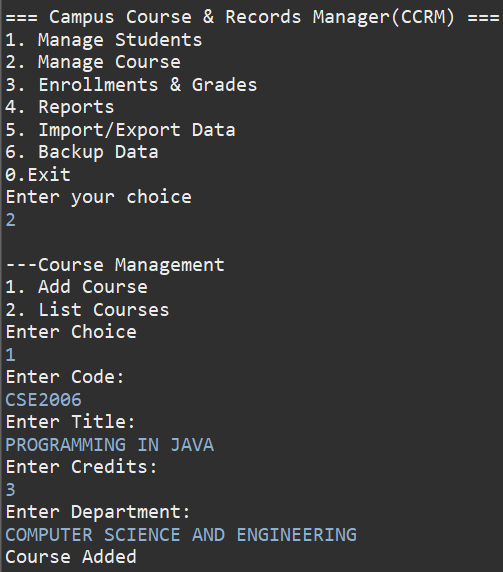 === Campus Course & Records Manager(CCRM) ===
1. Manage Students
2. Manage Course
3. Enrollments & Grades
4. Reports
5. Import/Export Data
6. Backup Data
0.Exit
Enter your choice
2
---Course Management
1. Add Course
2. List Courses
Enter Choice
1
Enter Code:
CSE2006
Enter Title:
PROGRAMMING IN JAVA
Enter Credits:
3
Enter Department:
COMPUTER SCIENCE AND ENGINEERING
Course Added